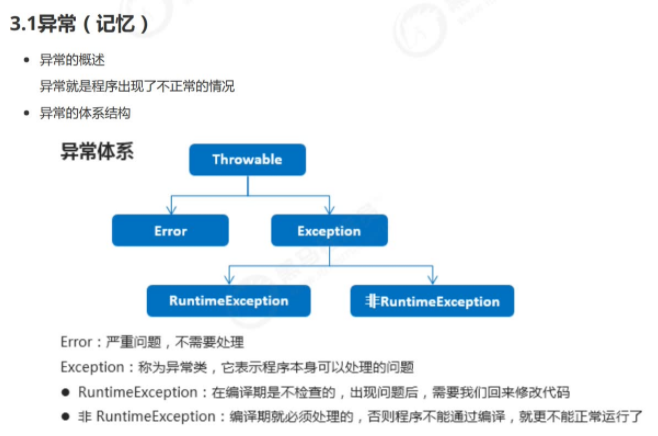 3.1异常（记忆）
• 异常的概述
异常就是程序出现了不正常的情况
• 异常的体系结构
异常体系
Throwable
Error
Exception
RuntimeException
非RuntimeException
Error：严重问题，不需要处理
Exception：称为异常类，它表示程序本身可以处理的问题
● RuntimeException：在编译期是不检查的，出现问题后，需要我们回来修改代码
● 非 RuntimeException：编译期就必须处理的，否则程序不能通过编译，就更不能正常运行了